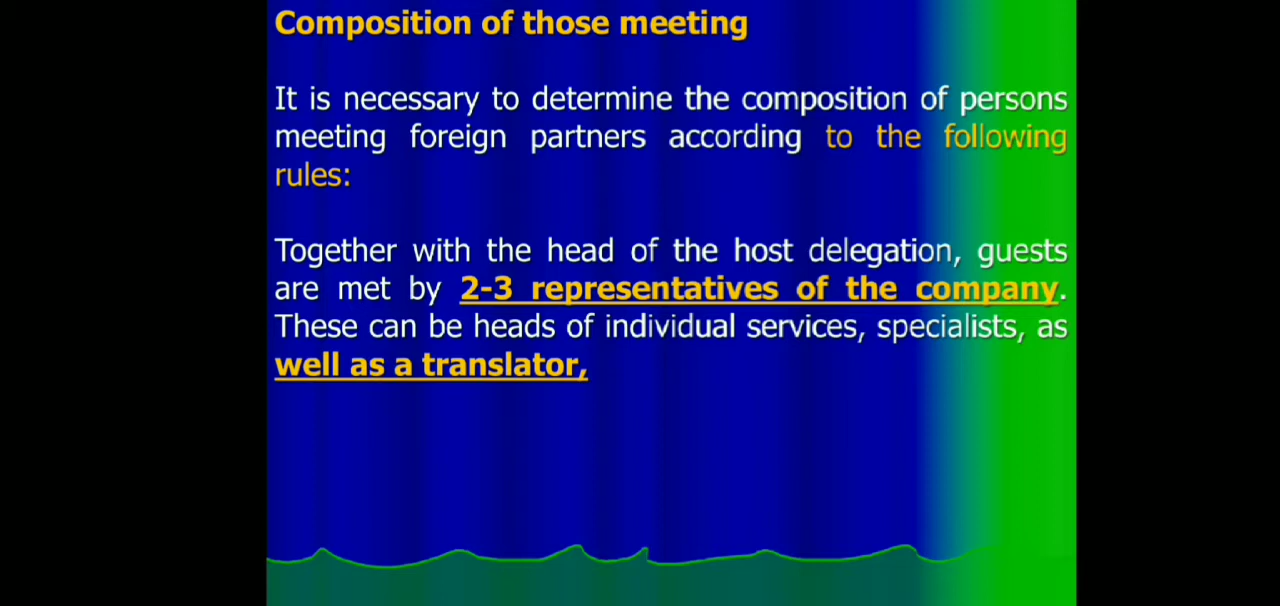 Composition of those meeting
It is necessary to determine the composition of persons
meeting foreign partners according to the following
rules:
Together with the head of the host delegation, guests
are met by 2-3 representatives of the company.
These can be heads of individual services, specialists, as
well as a translator,